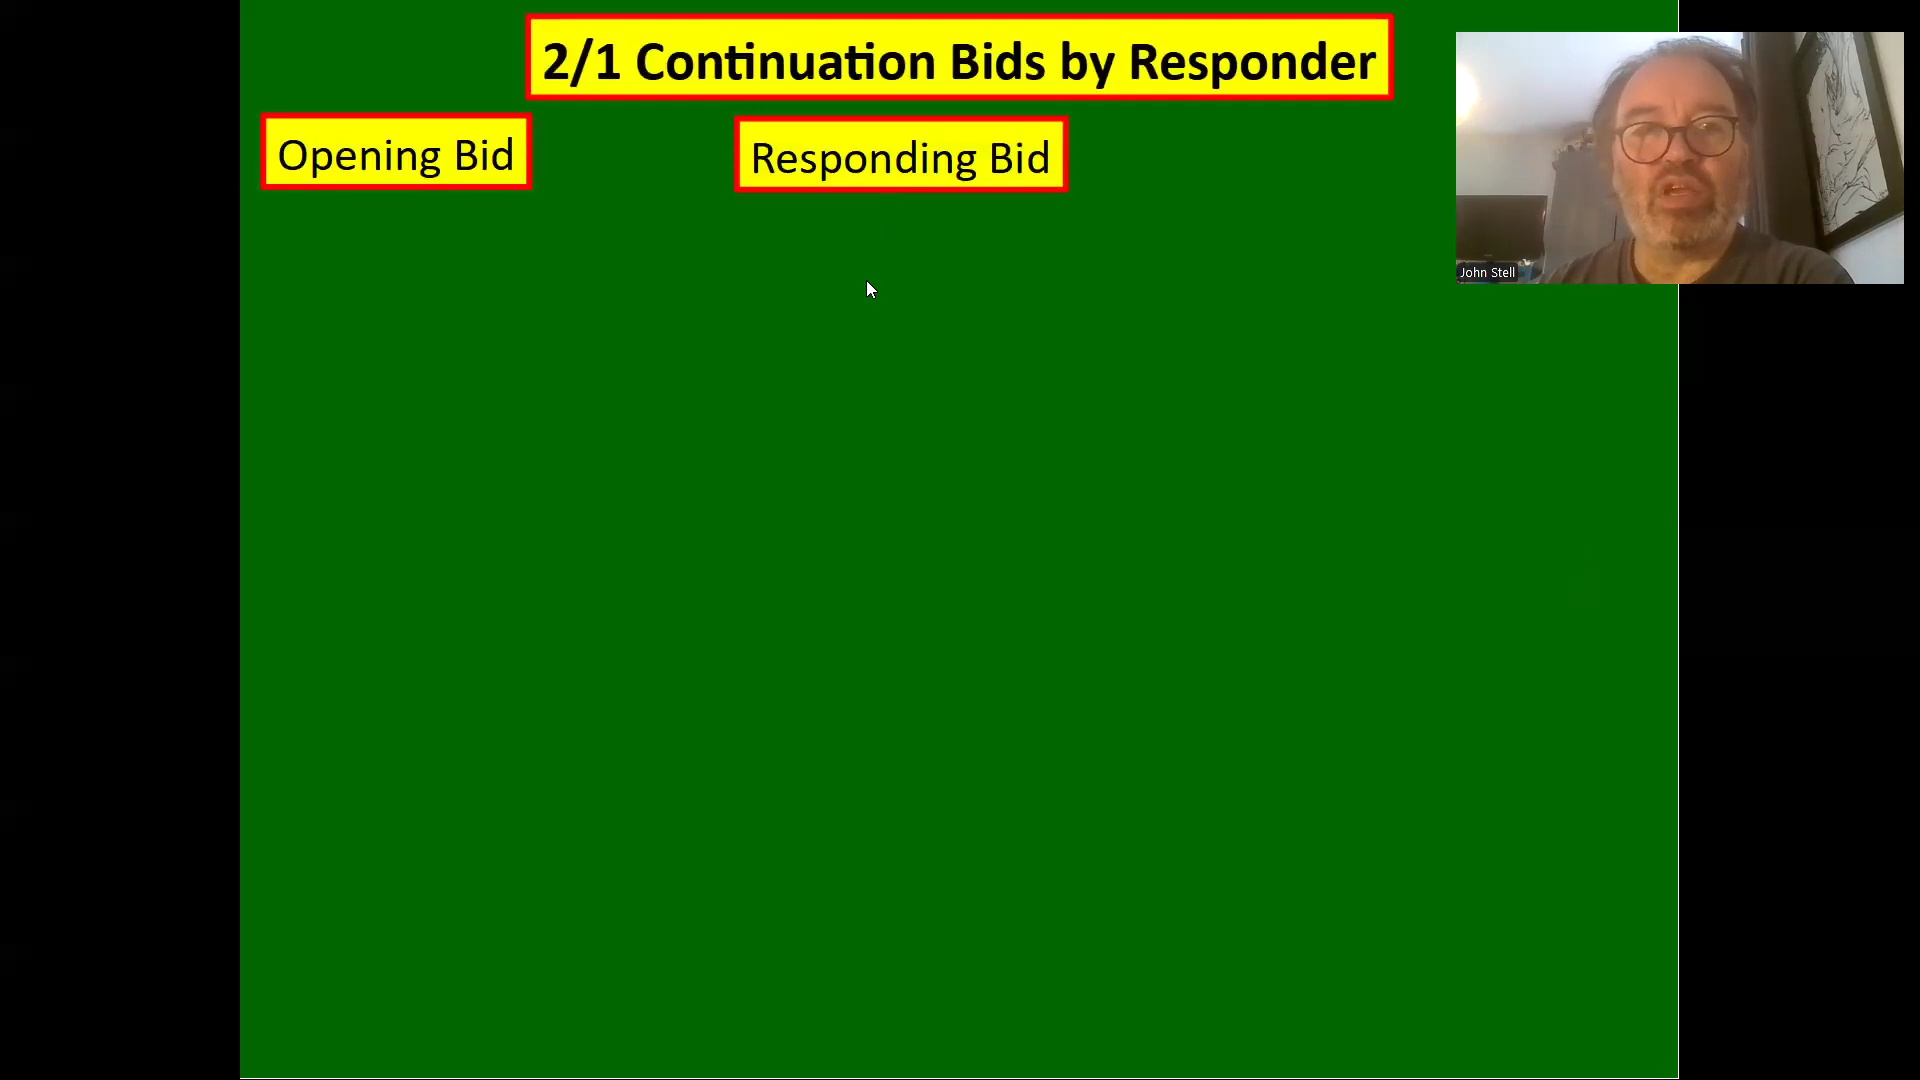 2/1 Continuation Bids by Responder
Opening Bid
Responding Bid
John Stell